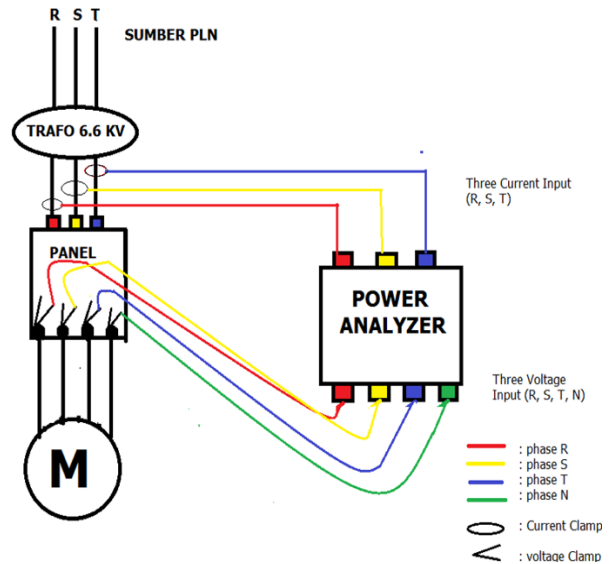 R S T
SUMBER PLN
TRAFO 6.6 KV
Three Current Input
(R, S, T)
PANEL
POWER
ANALYZER
Three Voltage
Input (R, S, T, N)
M
: phase R
: phase S
: phase T
: phase N
: Current Clamp
: voltage Clamp